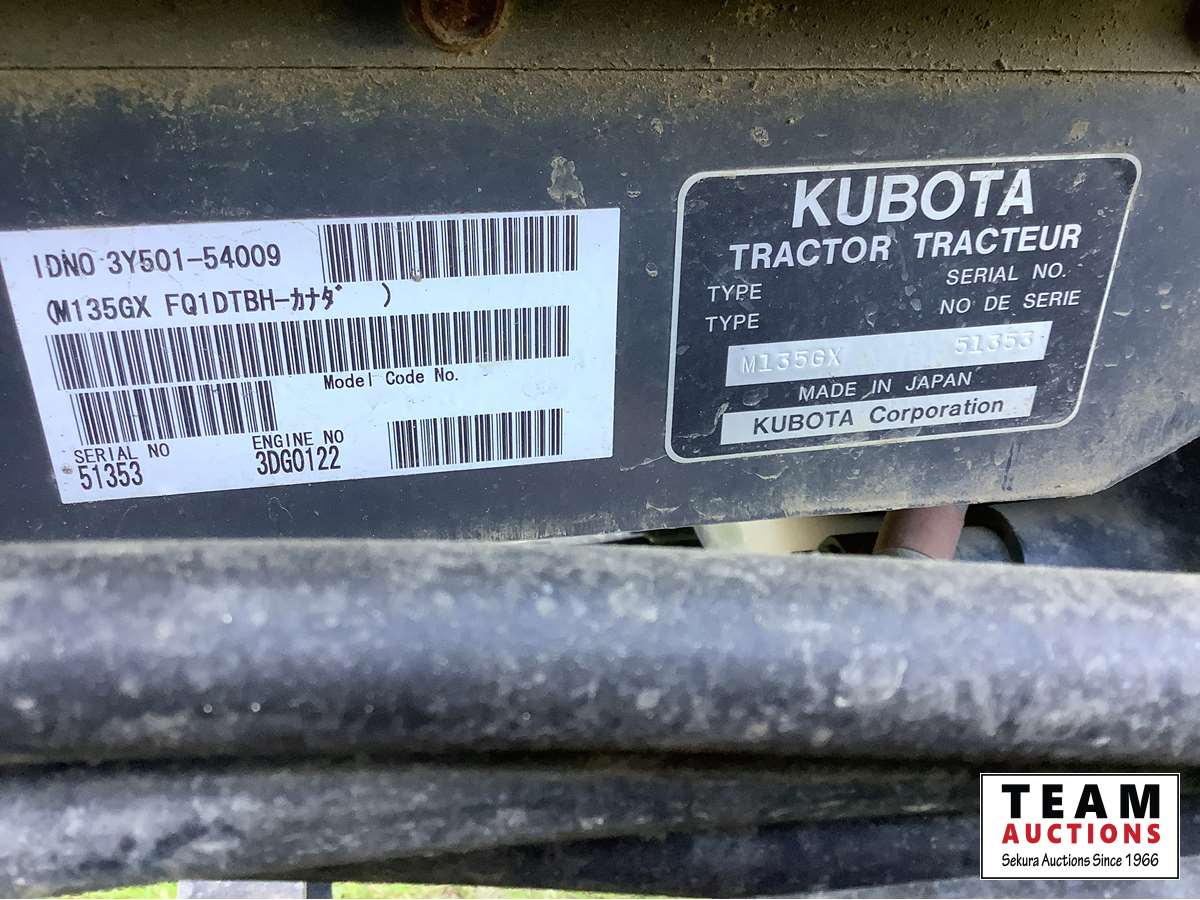 IDNO 3Y501-54009
(M135GX FQ1DTBH-カナダ )
Model Code No.
SERIAL NO
51353
ENGINE NO
3DG0122
KUBOTA
TRACTOR TRACTEUR
TYPE SERIAL NO.
TYPE NO DE SERIE
M135GX 51353
MADE IN JAPAN
KUBOTA Corporation
TEAM
AUCTIONS
Sekura Auctions Since 1966